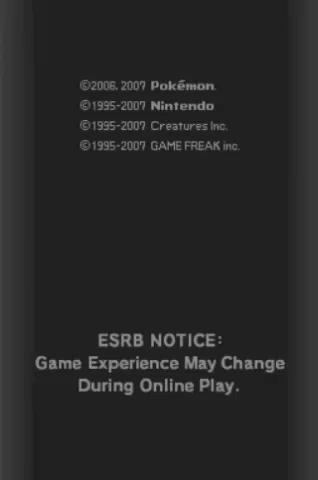 ©2006, 2007 Pokémon.
©1995-2007 Nintendo
©1995-2007 Creatures Inc.
©1995-2007 GAME FREAK inc.
ESRB NOTICE:
Game Experience May Change
During Online Play.